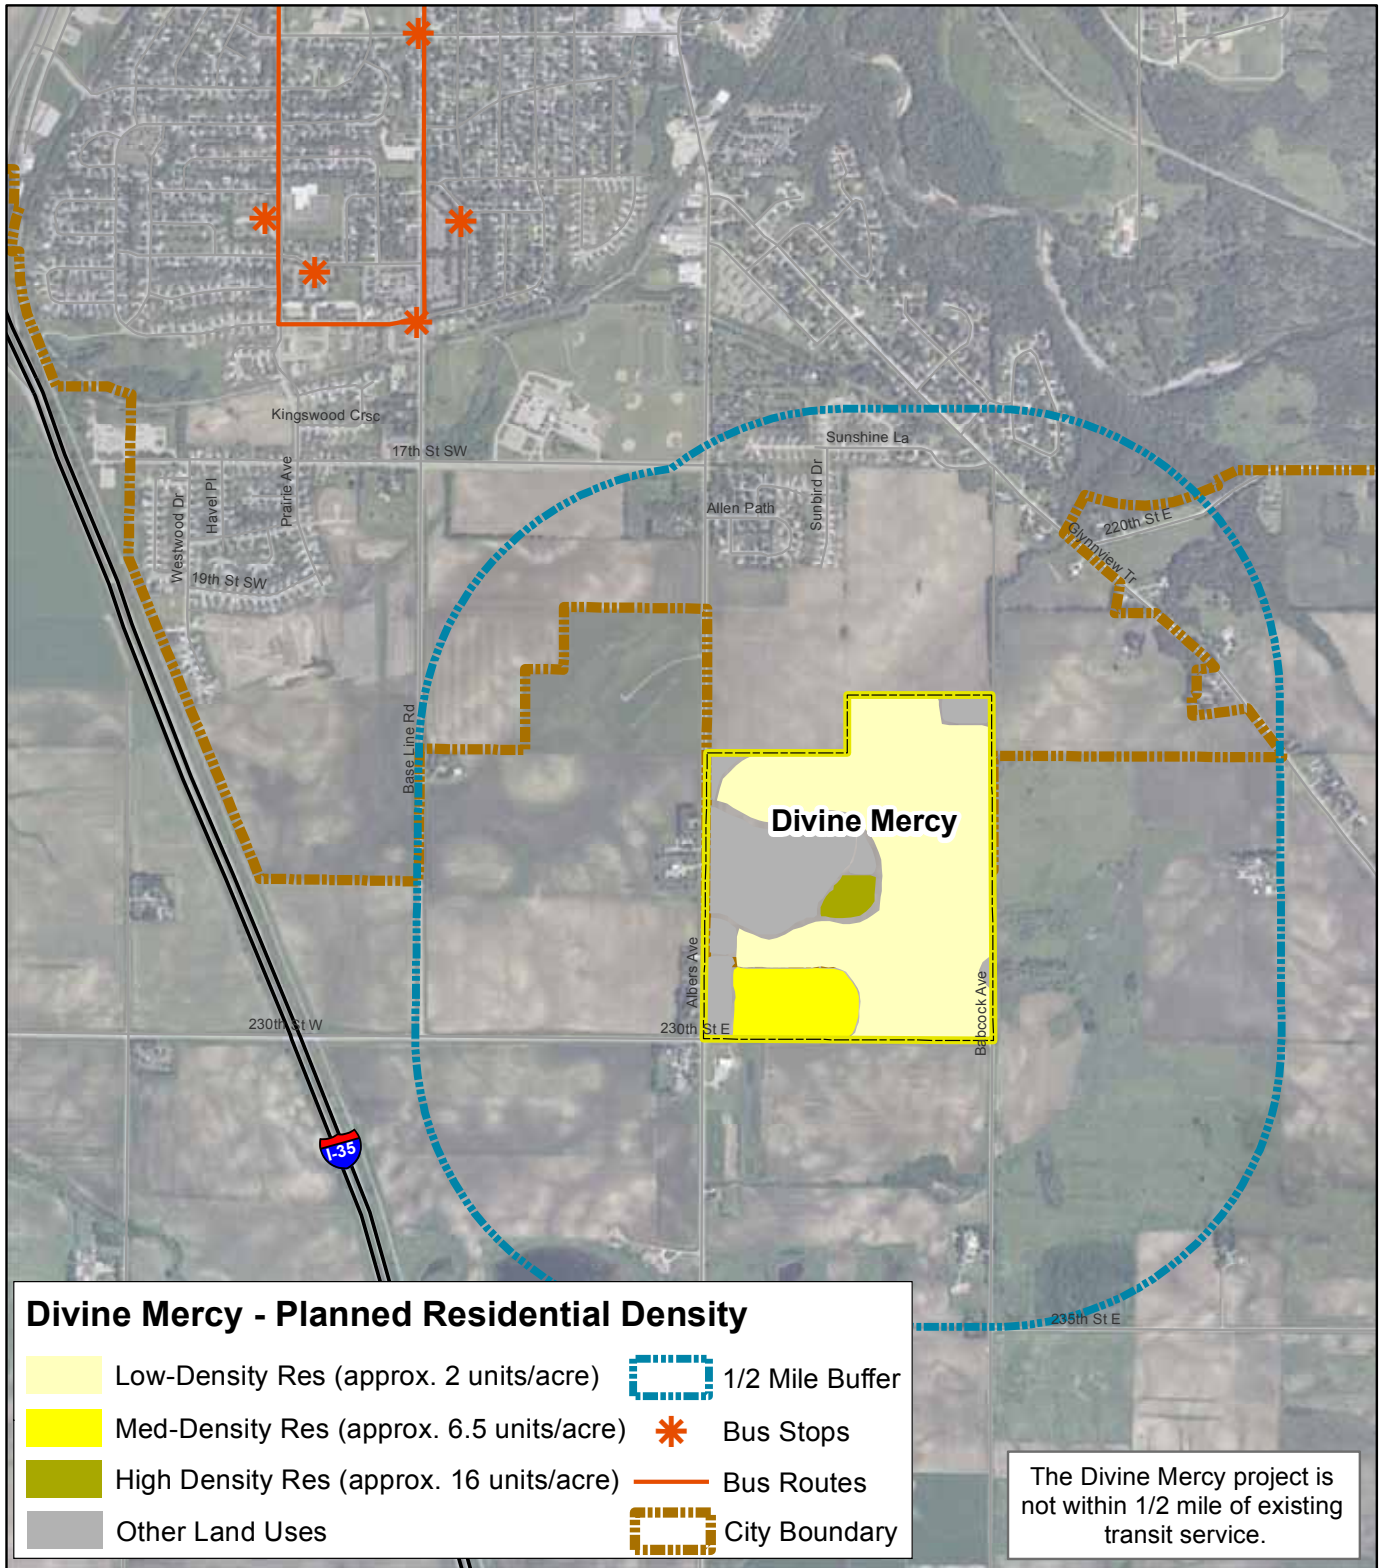 Kingswood Crsc
17th St SW
Sunshine La
Westwood Dr
Havel Pl
Prairie Ave
Allen Path
Sunbird Dr
220th St E
Glynnview Tr
19th St SW
Base Line Rd
Divine Mercy
Albers Ave
Babcock Ave
230th St W
230th St E
I-35
235th St E
Divine Mercy - Planned Residential Density
Low-Density Res (approx. 2 units/acre)
Med-Density Res (approx. 6.5 units/acre)
High Density Res (approx. 16 units/acre)
Other Land Uses
1/2 Mile Buffer
Bus Stops
Bus Routes
City Boundary
The Divine Mercy project is
not within 1/2 mile of existing
transit service.